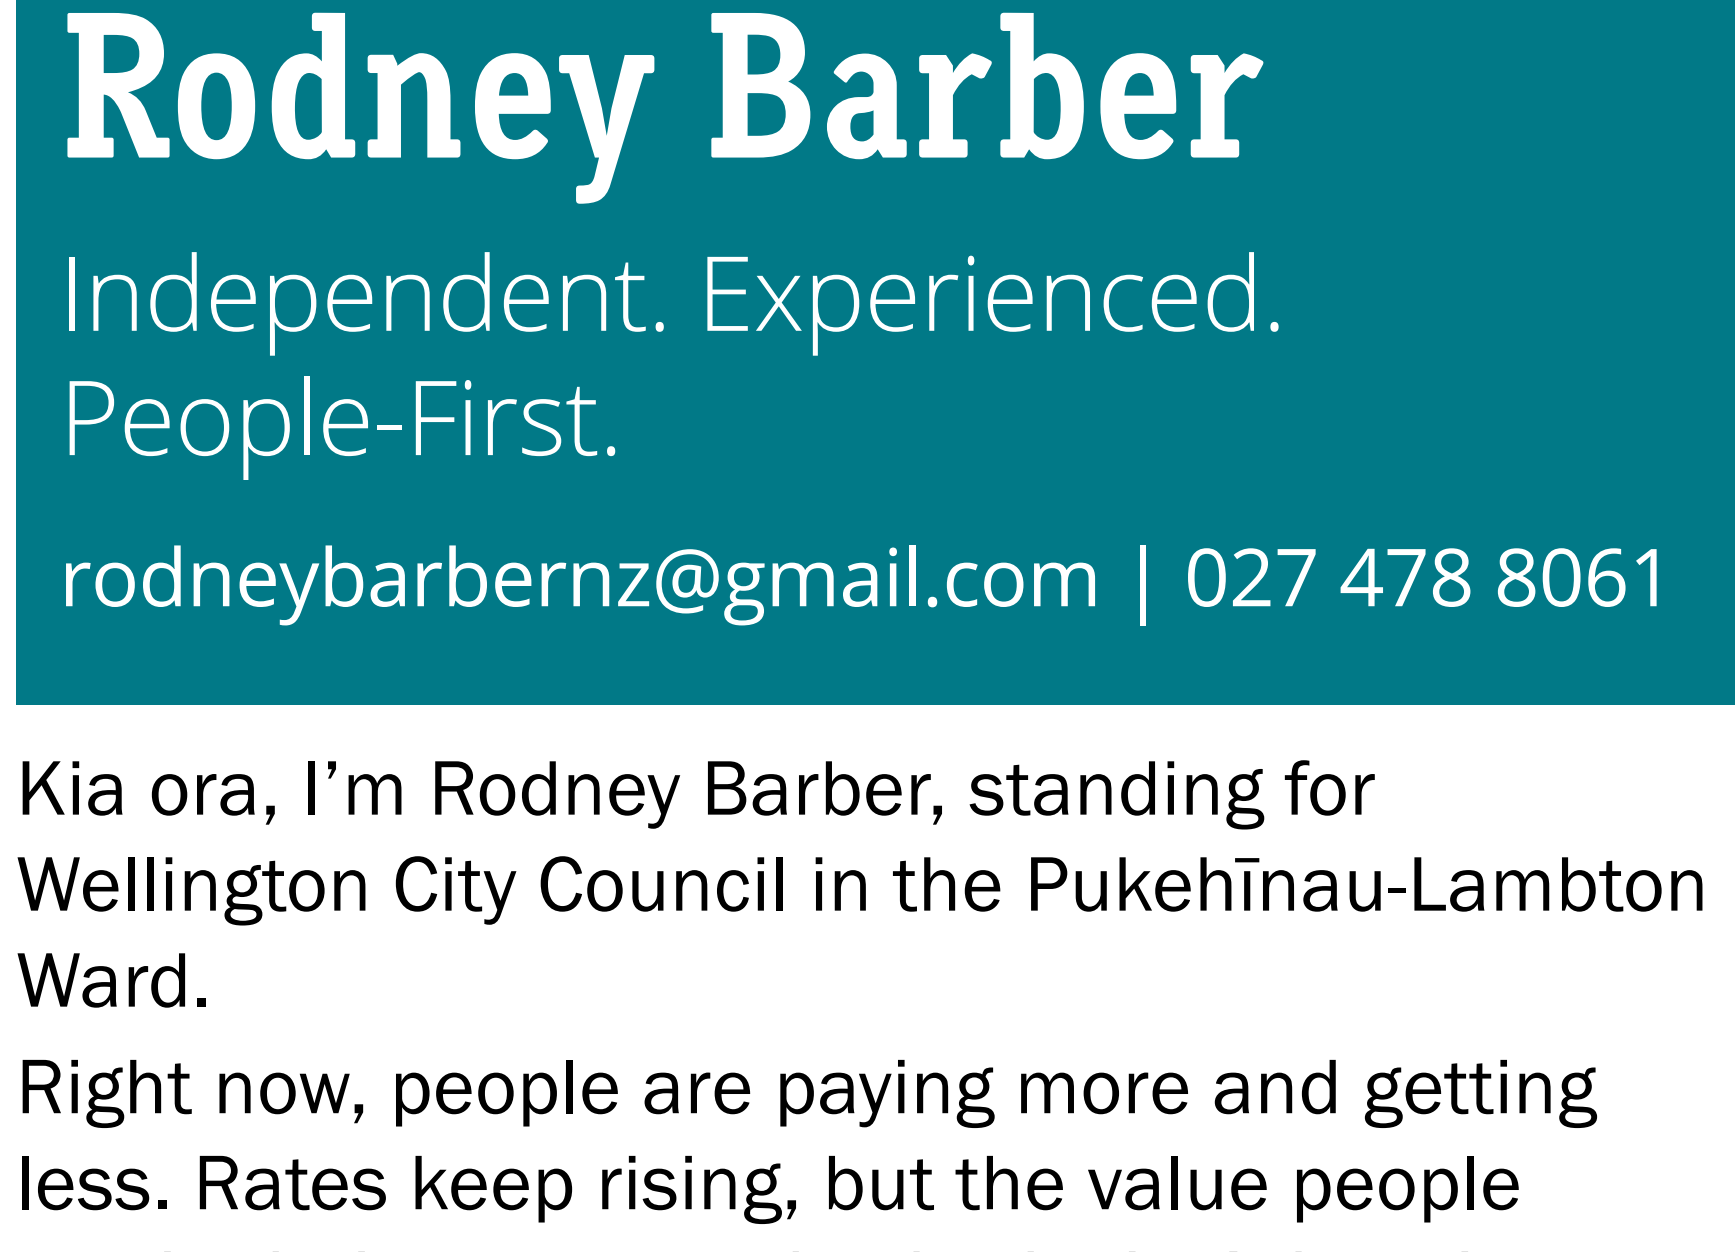 Rodney Barber
Independent. Experienced.
People-First.
rodneybarbernz@gmail.com | 027 478 8061
Kia ora, I’m Rodney Barber, standing for
Wellington City Council in the Pukehīnau-Lambton
Ward.
Right now, people are paying more and getting
less. Rates keep rising, but the value people